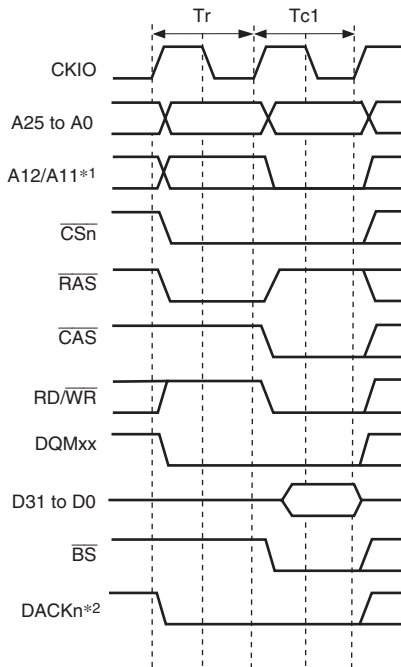 Tr Tc1
CKIO
A25 to A0
A12/A11*1
CSn
RAS
CAS
RD/WR
DQMxx
D31 to D0
BS
DACKn*2